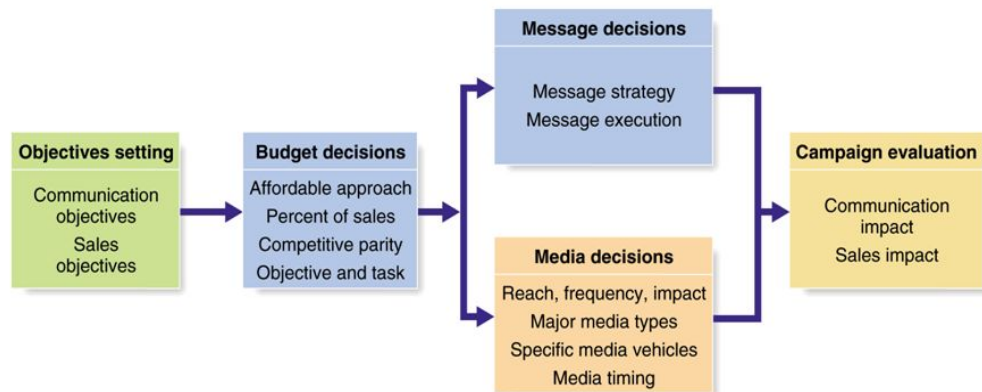 Objectives setting
Communication
objectives
Sales
objectives
Budget decisions
Affordable approach
Percent of sales
Competitive parity
Objective and task
Message decisions
Message strategy
Message execution
Media decisions
Reach, frequency, impact
Major media types
Specific media vehicles
Media timing
Campaign evaluation
Communication
impact
Sales impact